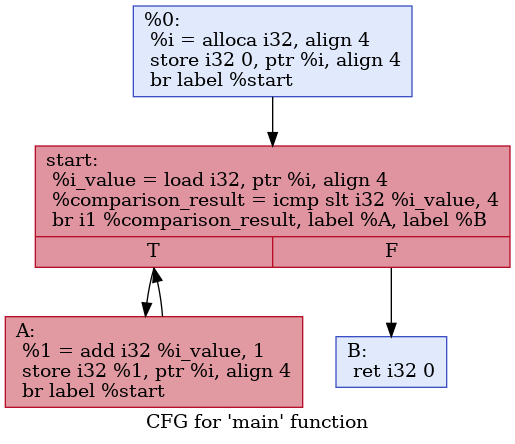 %0:
%i = alloca i32, align 4
store i32 0, ptr %i, align 4
br label %start
start:
%i_value = load i32, ptr %i, align 4
%comparison_result = icmp slt i32 %i_value, 4
br i1 %comparison_result, label %A, label %B
T
F
A:
%1 = add i32 %i_value, 1
store i32 %1, ptr %i, align 4
br label %start
B:
ret i32 0
CFG for 'main' function